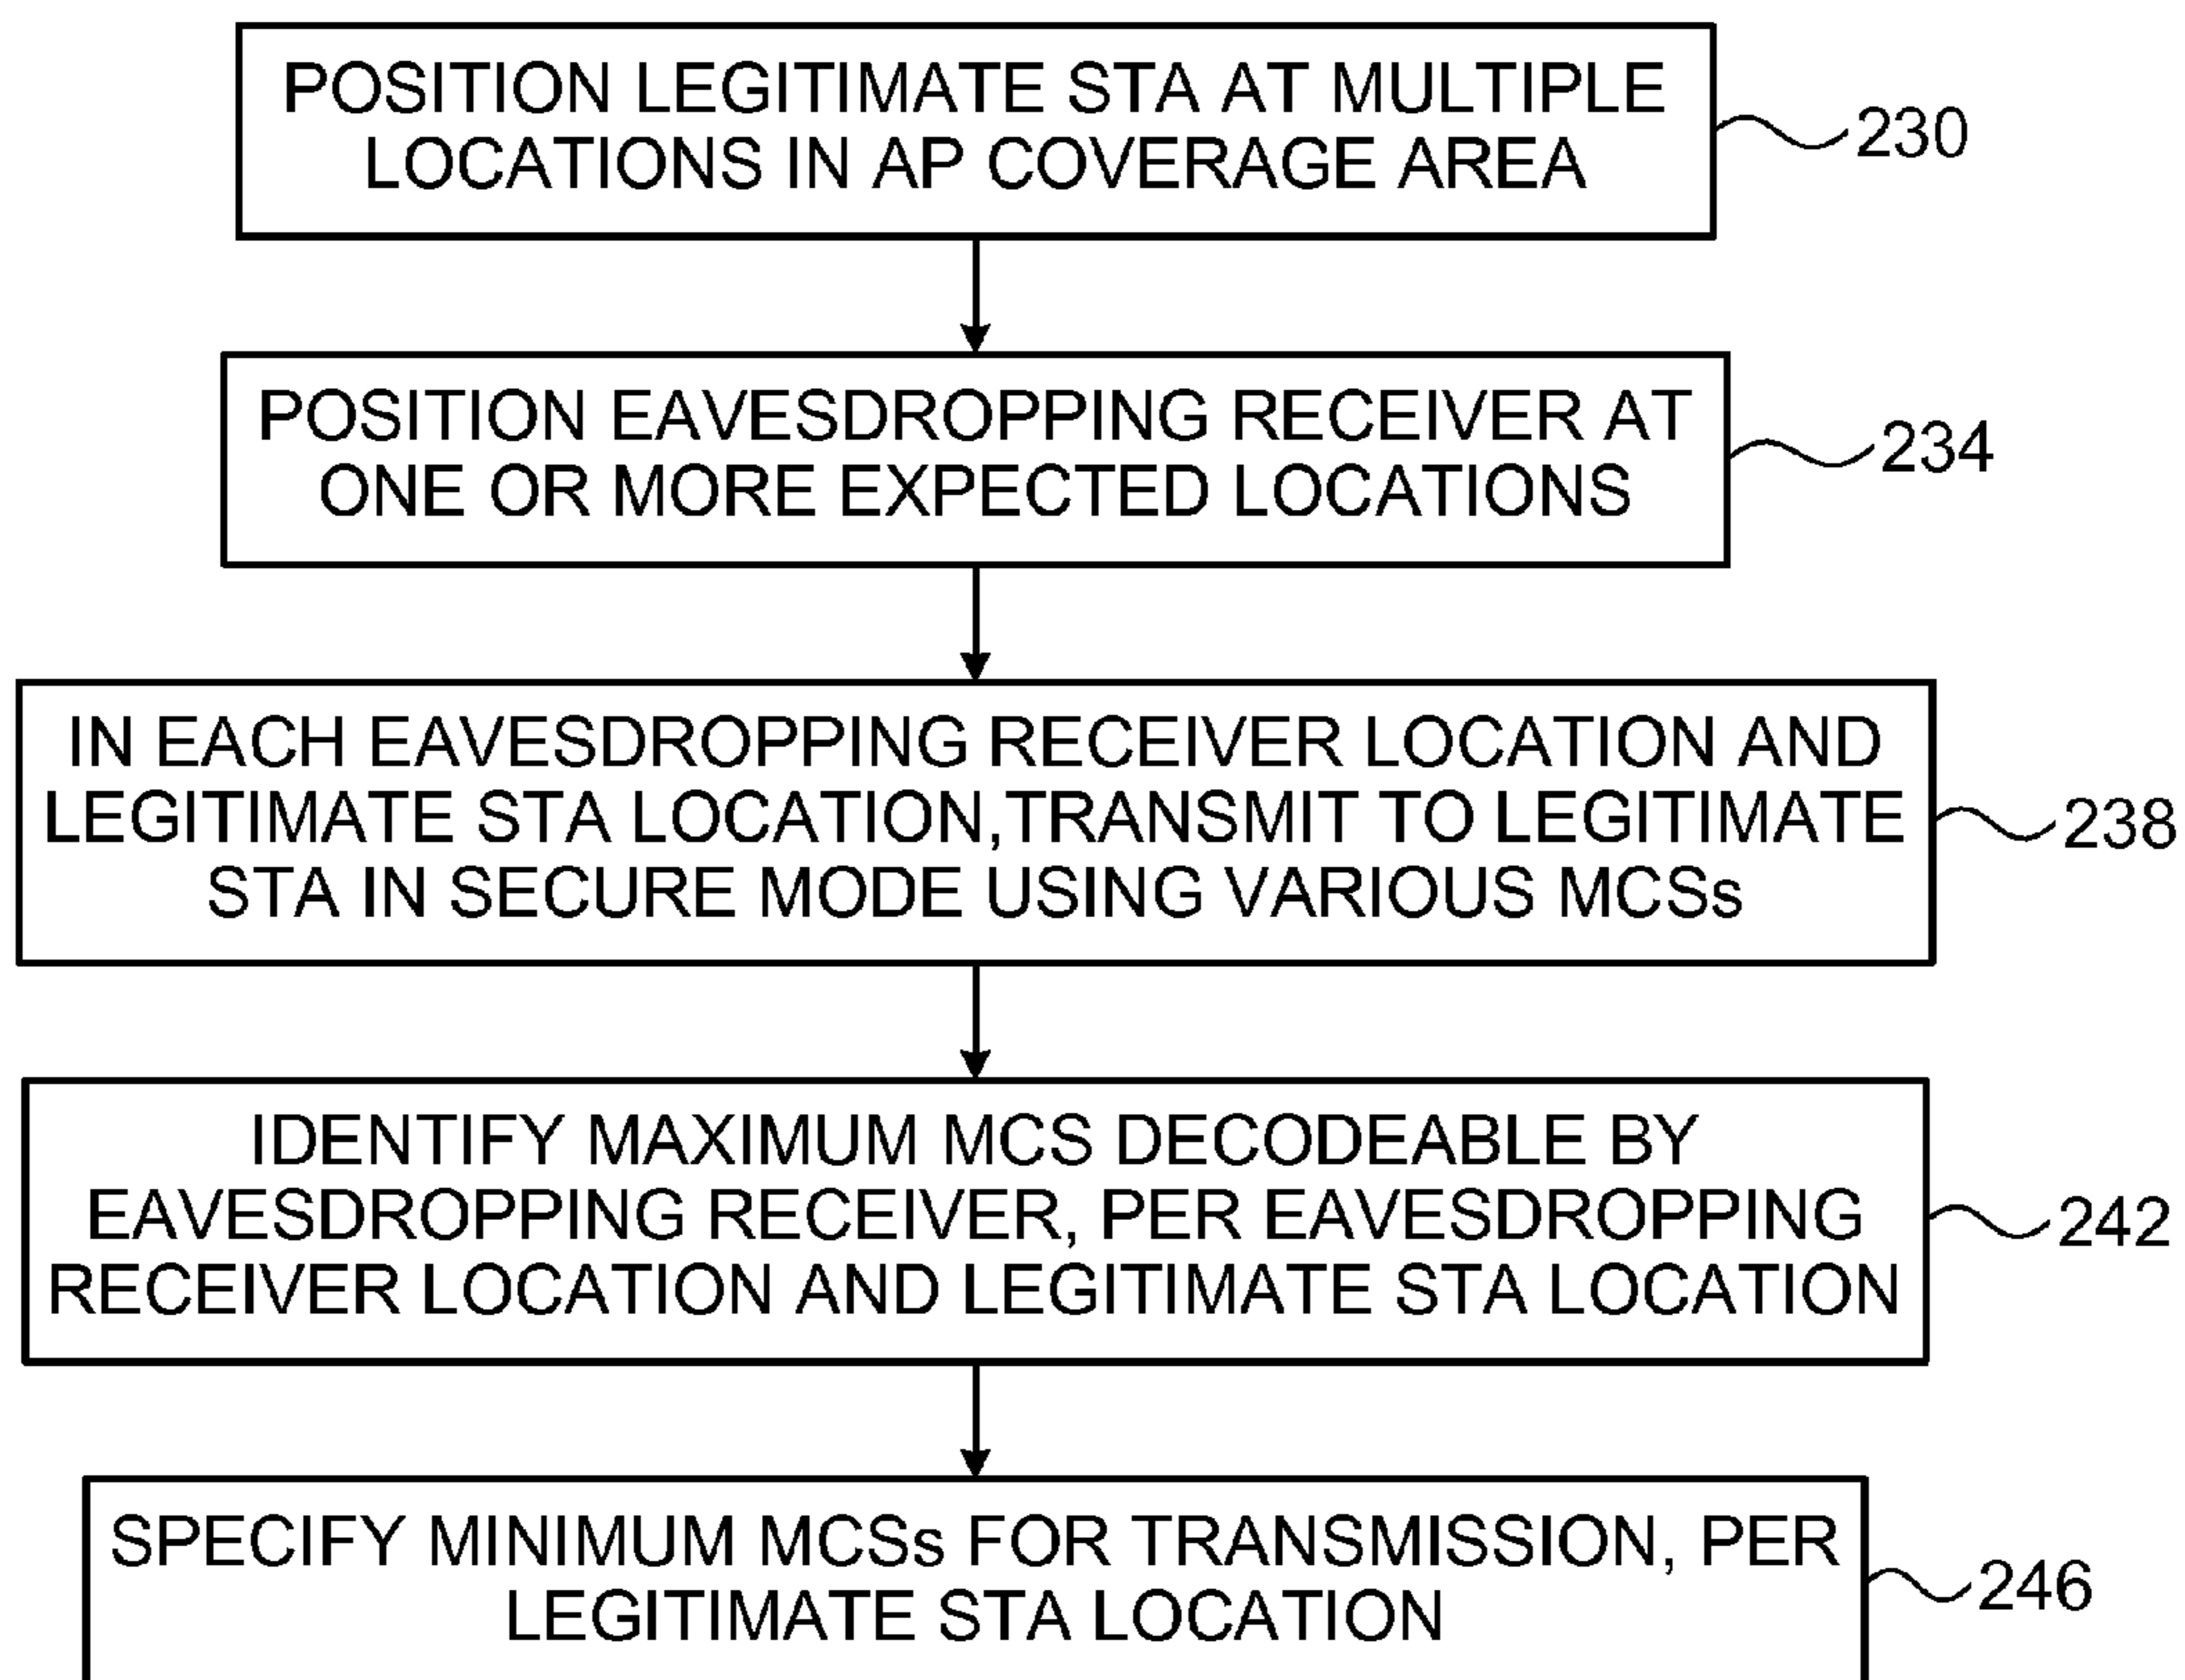 POSITION LEGITIMATE STA AT MULTIPLE
LOCATIONS IN AP COVERAGE AREA
230
POSITION EAVESDROPPING RECEIVER AT
ONE OR MORE EXPECTED LOCATIONS
234
IN EACH EAVESDROPPING RECEIVER LOCATION AND
LEGITIMATE STA LOCATION,TRANSMIT TO LEGITIMATE
STA IN SECURE MODE USING VARIOUS MCSs
238
IDENTIFY MAXIMUM MCS DECODEABLE BY
EAVESDROPPING RECEIVER, PER EAVESDROPPING
RECEIVER LOCATION AND LEGITIMATE STA LOCATION
242
SPECIFY MINIMUM MCSs FOR TRANSMISSION, PER
LEGITIMATE STA LOCATION
246